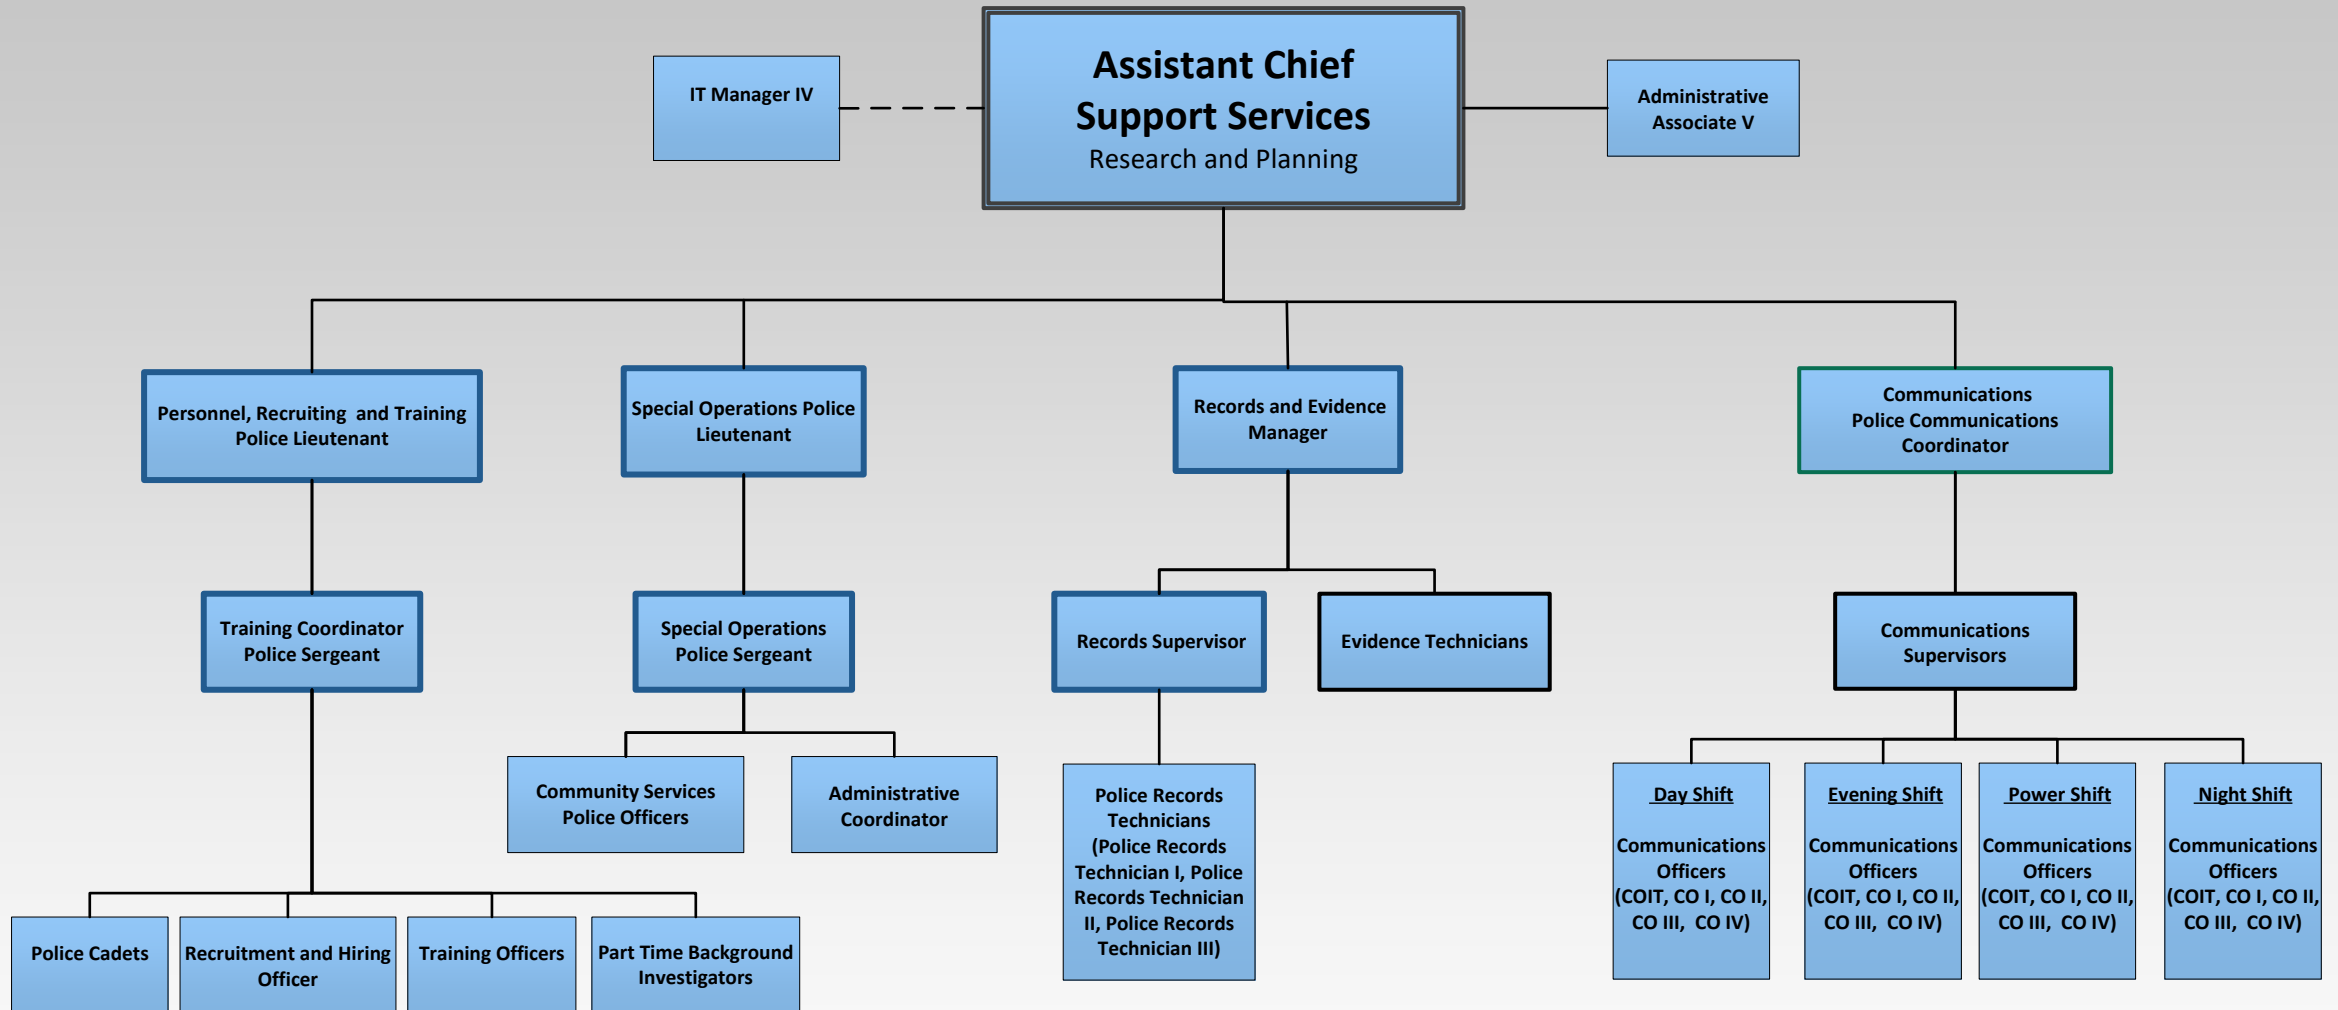 IT Manager IV
Assistant Chief
Support Services
Research and Planning
Administrative
Associate V
Personnel, Recruiting and Training
Police Lieutenant
Special Operations Police
Lieutenant
Records and Evidence
Manager
Communications
Police Communications
Coordinator
Training Coordinator
Police Sergeant
Special Operations
Police Sergeant
Records Supervisor
Evidence Technicians
Communications
Supervisors
Community Services
Police Officers
Administrative
Coordinator
Police Records
Technicians
(Police Records
Technician I, Police
Records Technician
II, Police Records
Technician III)
Day Shift
Communications
Officers
(COIT, CO I, CO II,
CO III, CO IV)
Evening Shift
Communications
Officers
(COIT, CO I, CO II,
CO III, CO IV)
Power Shift
Communications
Officers
(COIT, CO I, CO II,
CO III, CO IV)
Night Shift
Communications
Officers
(COIT, CO I, CO II,
CO III, CO IV)
Police Cadets
Recruitment and Hiring
Officer
Training Officers
Part Time Background
Investigators